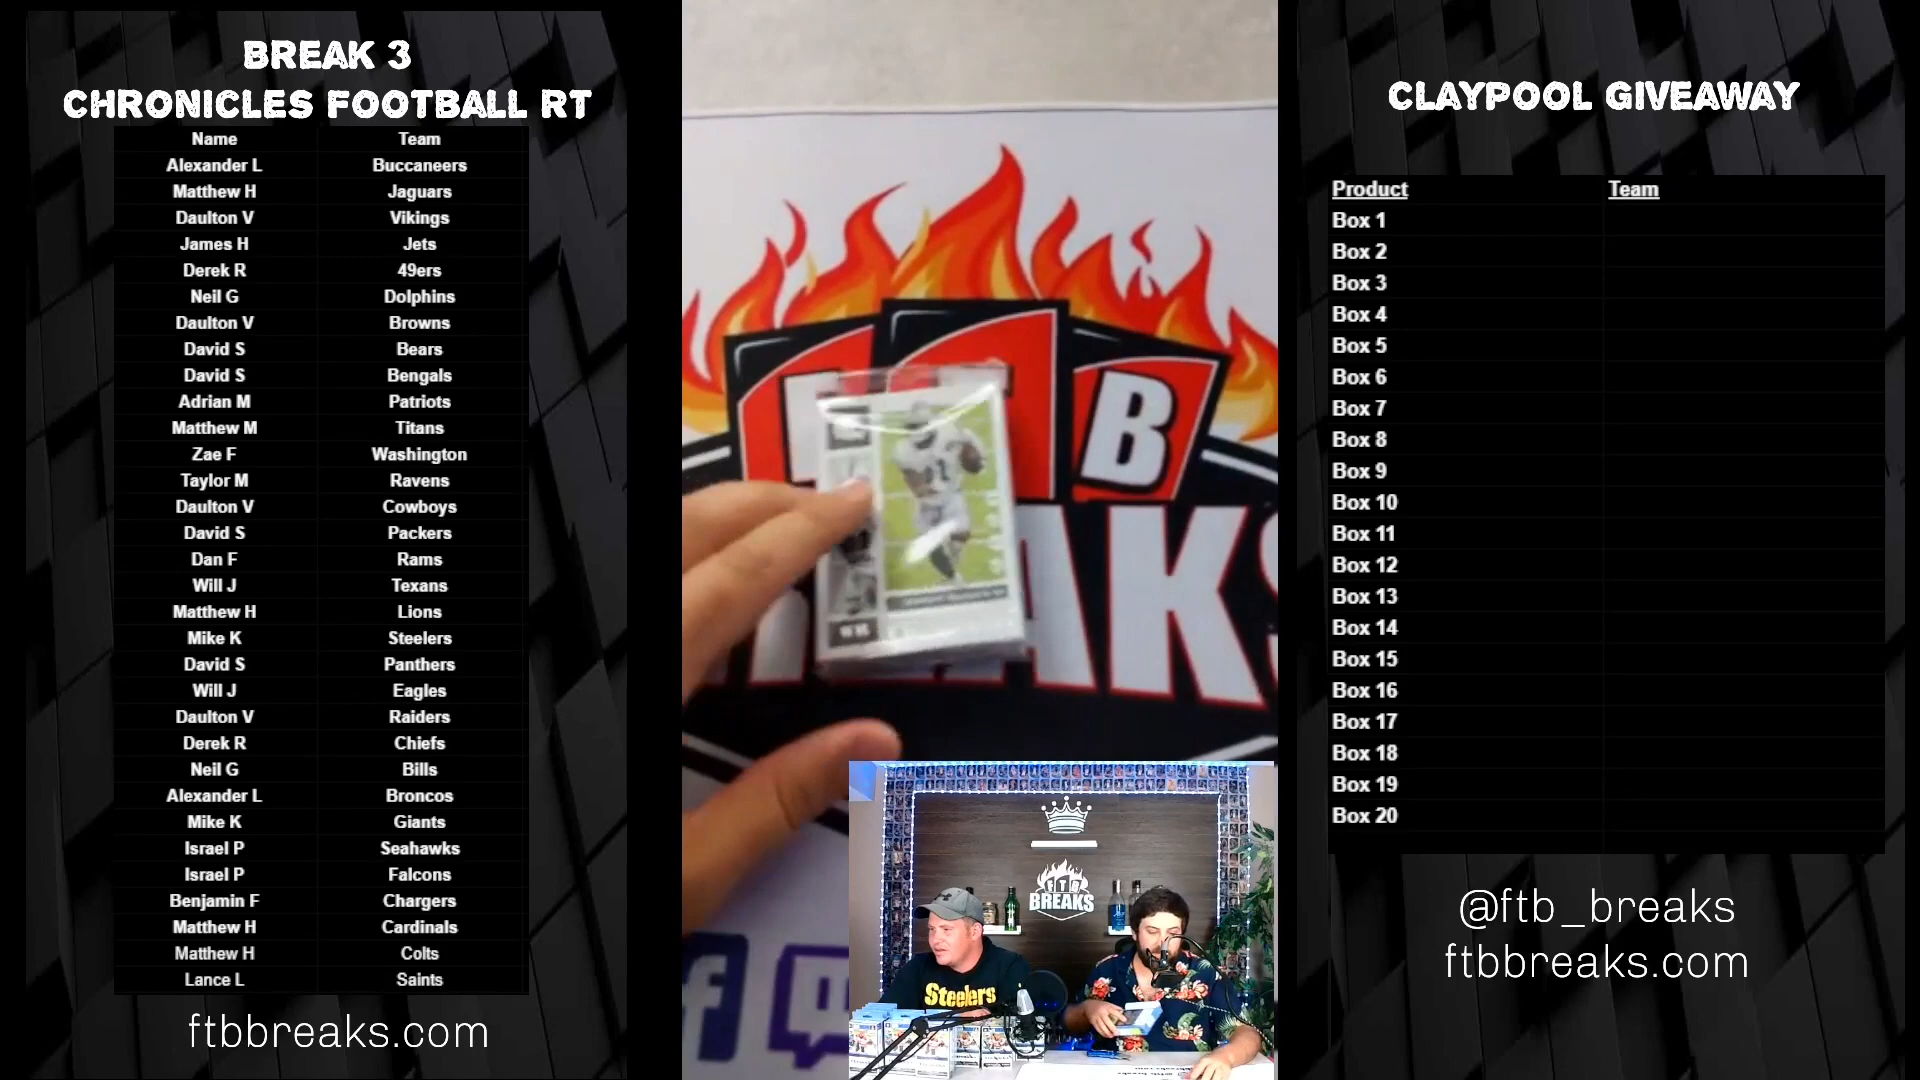 BREAK 3
CHRONICLES FOOTBALL RT
Name Team
Alexander L Buccaneers
Matthew H Jaguars
Daulton V Vikings
James H Jets
Derek R 49ers
Neil G Dolphins
Daulton V Browns
David S Bears
David S Bengals
Adrian M Patriots
Matthew M Titans
Zae F Washington
Taylor M Ravens
Daulton V Cowboys
David S Packers
Dan F Rams
Will J Texans
Matthew H Lions
Mike K Steelers
David S Panthers
Will J Eagles
Daulton V Raiders
Derek R Chiefs
Neil G Bills
Alexander L Broncos
Mike K Giants
Israel P Seahawks
Israel P Falcons
Benjamin F Chargers
Matthew H Cardinals
Matthew H Colts
Lance L Saints
ftbbreaks.com
B
WR
FTB
BREAKS
Steelers
CLAYPOOL GIVEAWAY
Product Team
Box 1
Box 2
Box 3
Box 4
Box 5
Box 6
Box 7
Box 8
Box 9
Box 10
Box 11
Box 12
Box 13
Box 14
Box 15
Box 16
Box 17
Box 18
Box 19
Box 20
@ftb_breaks
ftbbreaks.com